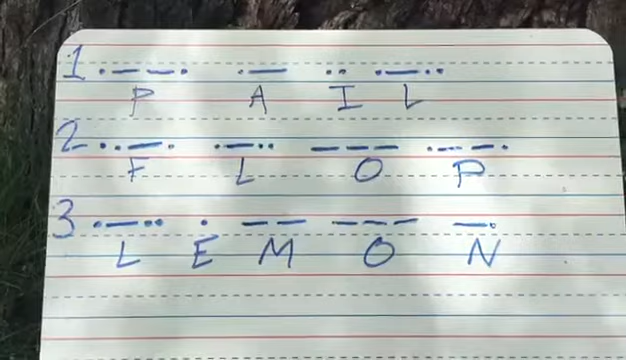 1 .--. .- .. .-..
P A I L
2 ..-. .-.. --- .--.
F L O P
3 .-.. . -- --- -.
L E M O N